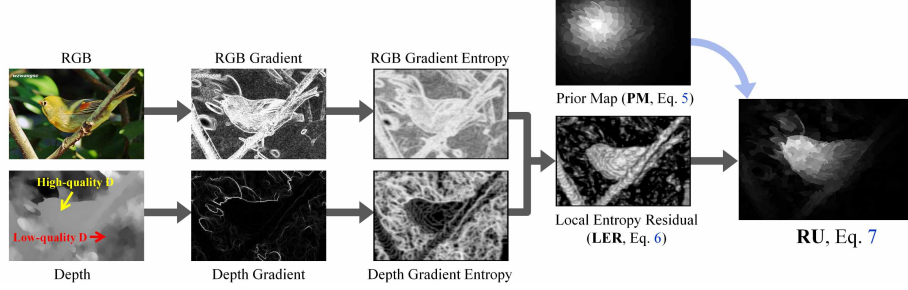 RGB
RGB Gradient
RGB Gradient Entropy
Prior Map (PM, Eq. 5)
High-quality D
Low-quality D
Local Entropy Residual
(LER, Eq. 6)
RU, Eq. 7
Depth
Depth Gradient
Depth Gradient Entropy